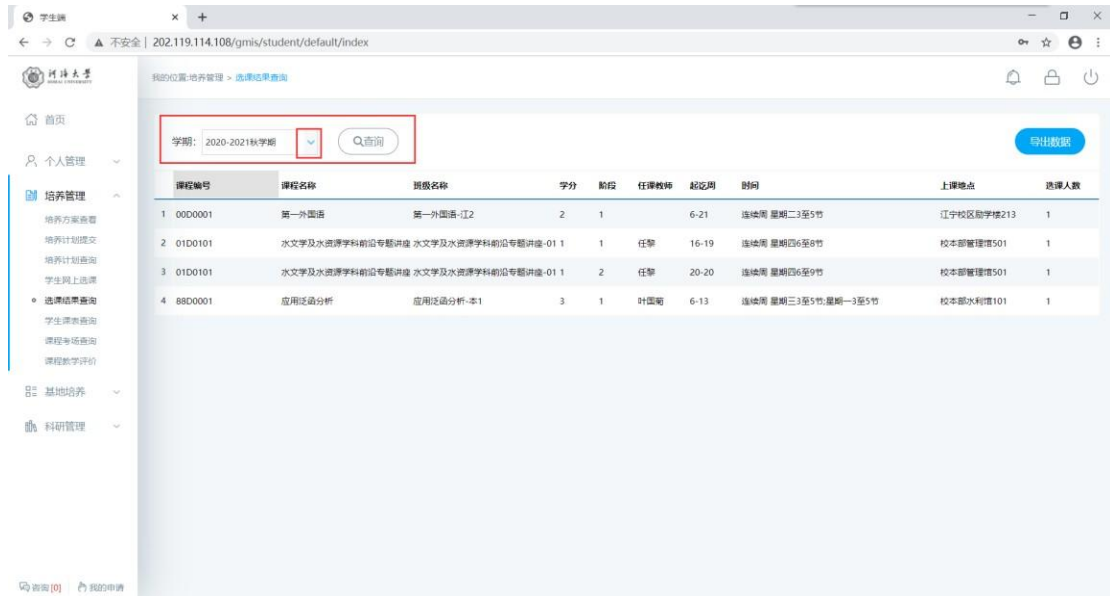 学生端
不安全 | 202.119.114.108/gmis/student/default/index
河海大学
HOHAI UNIVERSITY
我的位置:培养管理 > 选课结果查询
首页
个人管理
培养管理
培养方案查看
培养计划提交
培养计划查询
学生网上选课
选课结果查询
学生课表查询
课程考场查询
课程教学评价
基地培养
科研管理
咨询[0] 我的申请
学期: 2020-2021秋学期 查询 导出数据
课程编号 课程名称 班级名称 学分 阶段 任课教师 起讫周 时间 上课地点 选课人数
1 00D0001 第一外国语 第一外国语-江2 2 1 6-21 连续周 星期二3至5节 江宁校区励学楼213 1
2 01D0101 水文学及水资源学科前沿专题讲座 水文学及水资源学科前沿专题讲座-01 1 1 任黎 16-19 连续周 星期四6至8节 校本部管理馆501 1
3 01D0101 水文学及水资源学科前沿专题讲座 水文学及水资源学科前沿专题讲座-01 1 2 任黎 20-20 连续周 星期四6至9节 校本部管理馆501 1
4 88D0001 应用泛函分析 应用泛函分析-本1 3 1 叶国菊 6-13 连续周 星期三3至5节;星期一3至5节 校本部水利馆101 1